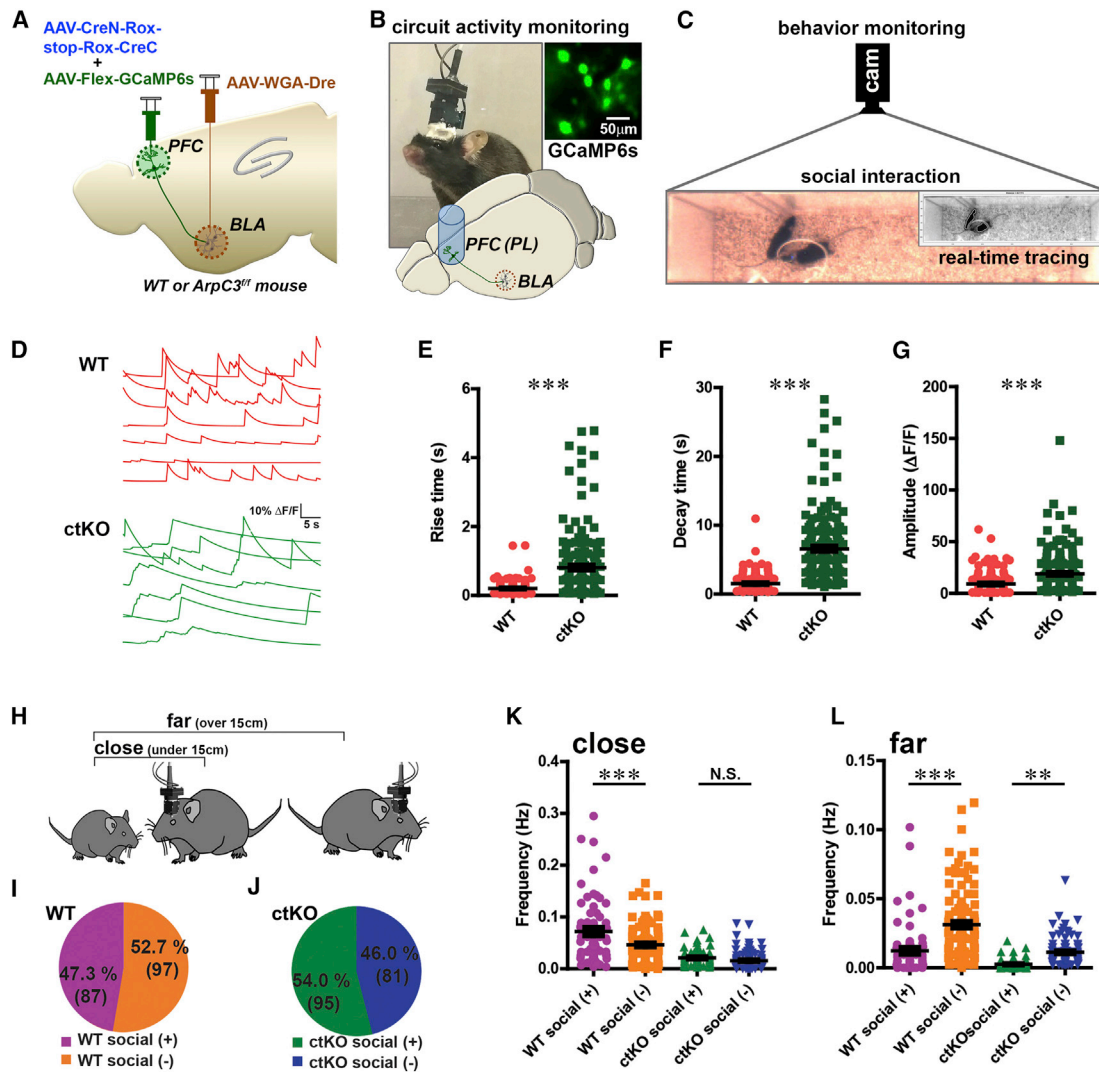 A
AAV-CreN-Rox-
stop-Rox-CreC
+
AAV-Flex-GCaMP6s
AAV-WGA-Dre
PFC
BLA
WT or ArpC3f/f mouse
B
circuit activity monitoring
50μm
GCaMP6s
PFC (PL)
BLA
C
behavior monitoring
cam
social interaction
real-time tracing
D
WT
10% ΔF/F
5 s
ctKO
E
***
Rise time (s)
6
4
2
0
WT
ctKO
F
***
Decay time (s)
30
20
10
0
WT
ctKO
G
***
Amplitude (ΔF/F)
200
150
100
50
0
WT
ctKO
H
far (over 15cm)
close (under 15cm)
I
WT
47.3 %
(87)
52.7 %
(97)
WT social (+)
WT social (-)
J
ctKO
54.0 %
(95)
46.0 %
(81)
ctKO social (+)
ctKO social (-)
K
close
***
N.S.
Frequency (Hz)
0.4
0.3
0.2
0.1
0.0
WT social (+)
WT social (-)
ctKO social (+)
ctKO social (-)
L
far
***
**
Frequency (Hz)
0.15
0.10
0.05
0.00
WT social (+)
WT social (-)
ctKOsocial (+)
ctKO social (-)